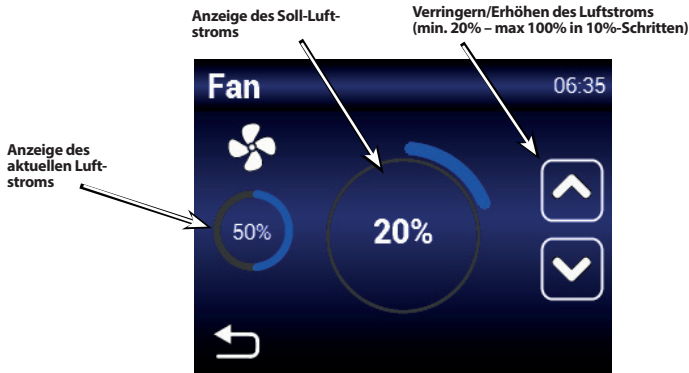 Anzeige des Soll-Luft-
stroms
Verringern/Erhöhen des Luftstroms
(min. 20% – max 100% in 10%-Schritten)
Fan
06:35
Anzeige des
aktuellen Luft-
stroms
50%
20%